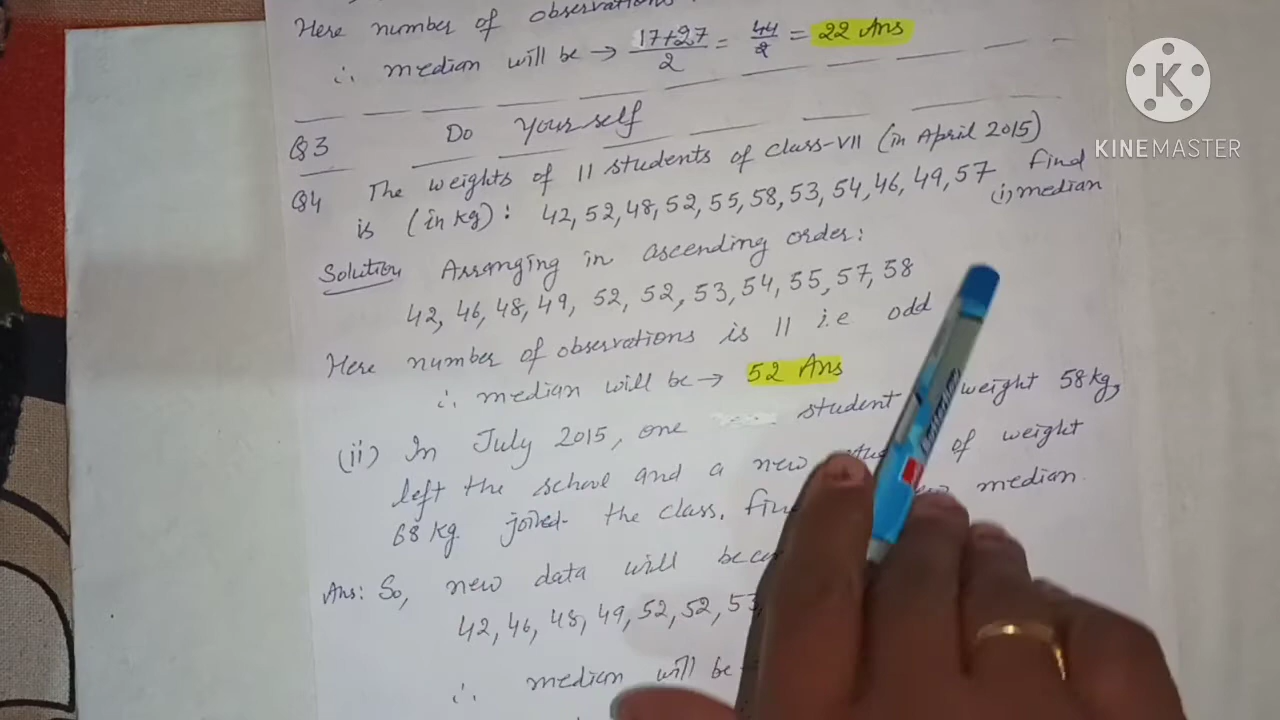 Here number of observations
∴ median will be → 17+27/2 = 44/2 = 22 Ans
Q3 Do Yourself
Q4 The weights of 11 students of class-VII (in April 2015)
is (in kg): 42, 52, 48, 52, 55, 58, 53, 54, 46, 49, 57 Find
(i) median
Solution Arranging in ascending order:
42, 46, 48, 49, 52, 52, 53, 54, 55, 57, 58
Here number of observations is 11 i.e odd
∴ median will be → 52 Ans
(ii) In July 2015, one student weight 58 kg,
left the school and a new of weight
68 kg joined the class. median.
Ans: So, new data will
42, 46, 48, 49, 52, 52, 53,
∴ median will be
KINEMASTER